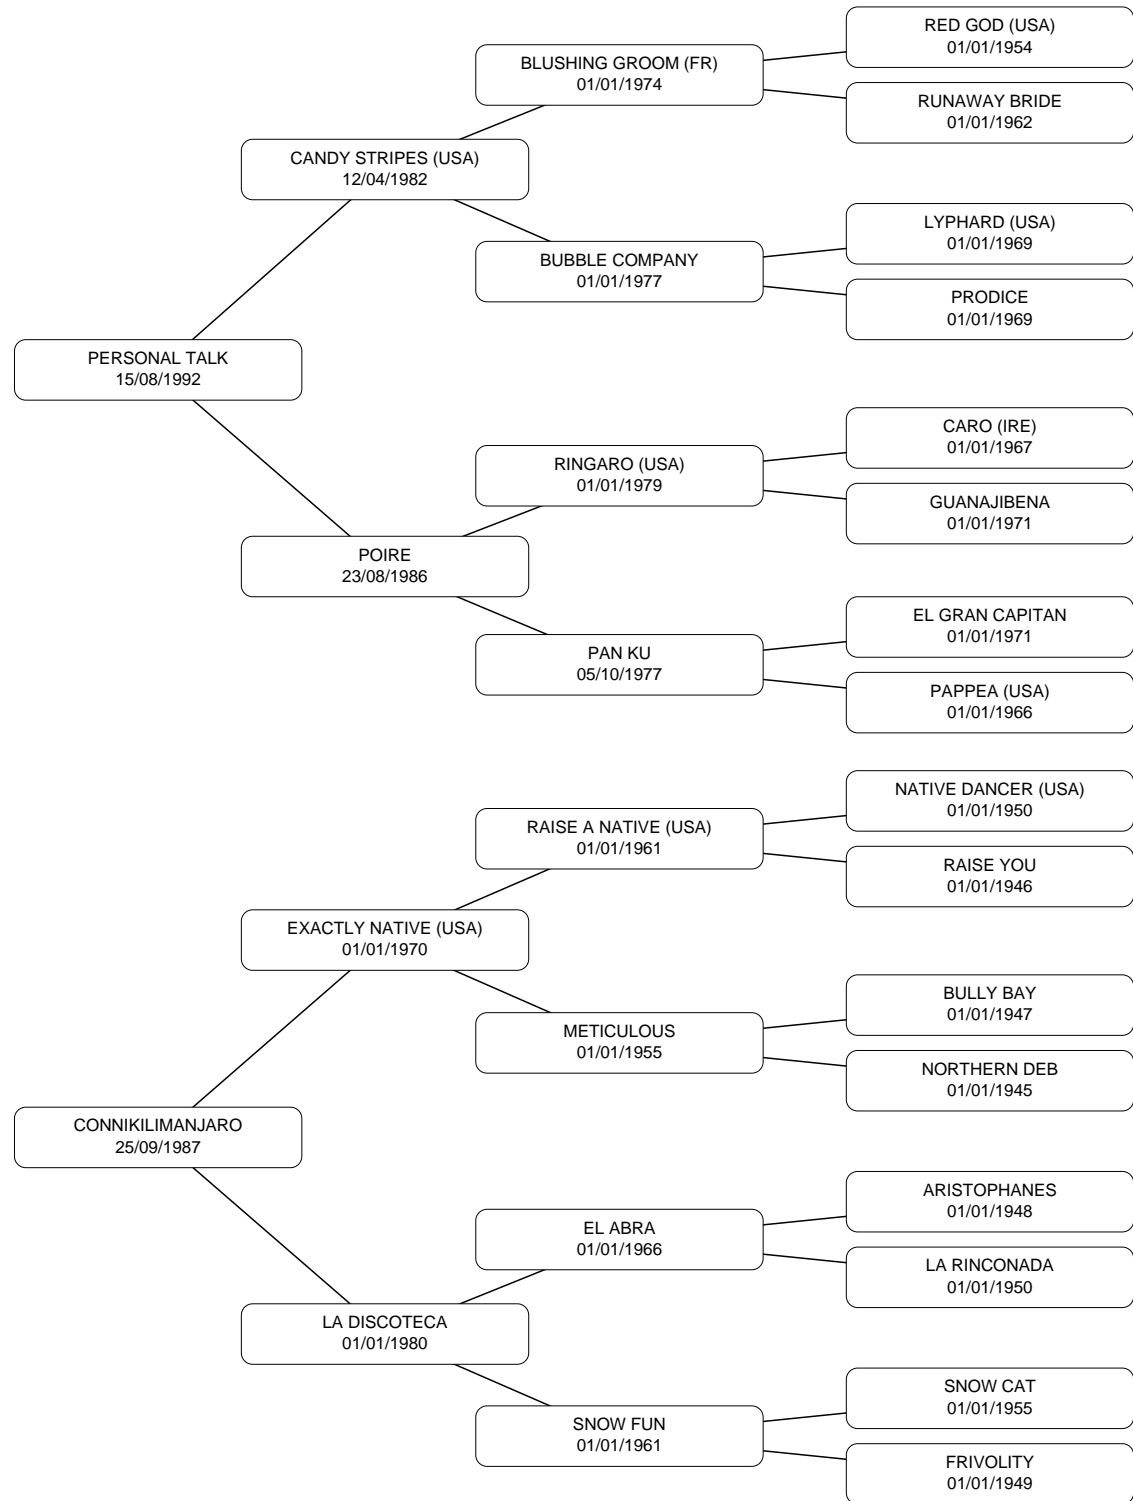 RED GOD (USA)
01/01/1954
BLUSHING GROOM (FR)
01/01/1974
RUNAWAY BRIDE
01/01/1962
CANDY STRIPES (USA)
12/04/1982
LYPHARD (USA)
01/01/1969
BUBBLE COMPANY
01/01/1977
PRODICE
01/01/1969
PERSONAL TALK
15/08/1992
CARO (IRE)
01/01/1967
RINGARO (USA)
01/01/1979
GUANAJIBENA
01/01/1971
POIRE
23/08/1986
EL GRAN CAPITAN
01/01/1971
PAN KU
05/10/1977
PAPPEA (USA)
01/01/1966
NATIVE DANCER (USA)
01/01/1950
RAISE A NATIVE (USA)
01/01/1961
RAISE YOU
01/01/1946
EXACTLY NATIVE (USA)
01/01/1970
BULLY BAY
01/01/1947
METICULOUS
01/01/1955
NORTHERN DEB
01/01/1945
CONNIKILIMANJARO
25/09/1987
ARISTOPHANES
01/01/1948
EL ABRA
01/01/1966
LA RINCONADA
01/01/1950
LA DISCOTECA
01/01/1980
SNOW CAT
01/01/1955
SNOW FUN
01/01/1961
FRIVOLITY
01/01/1949